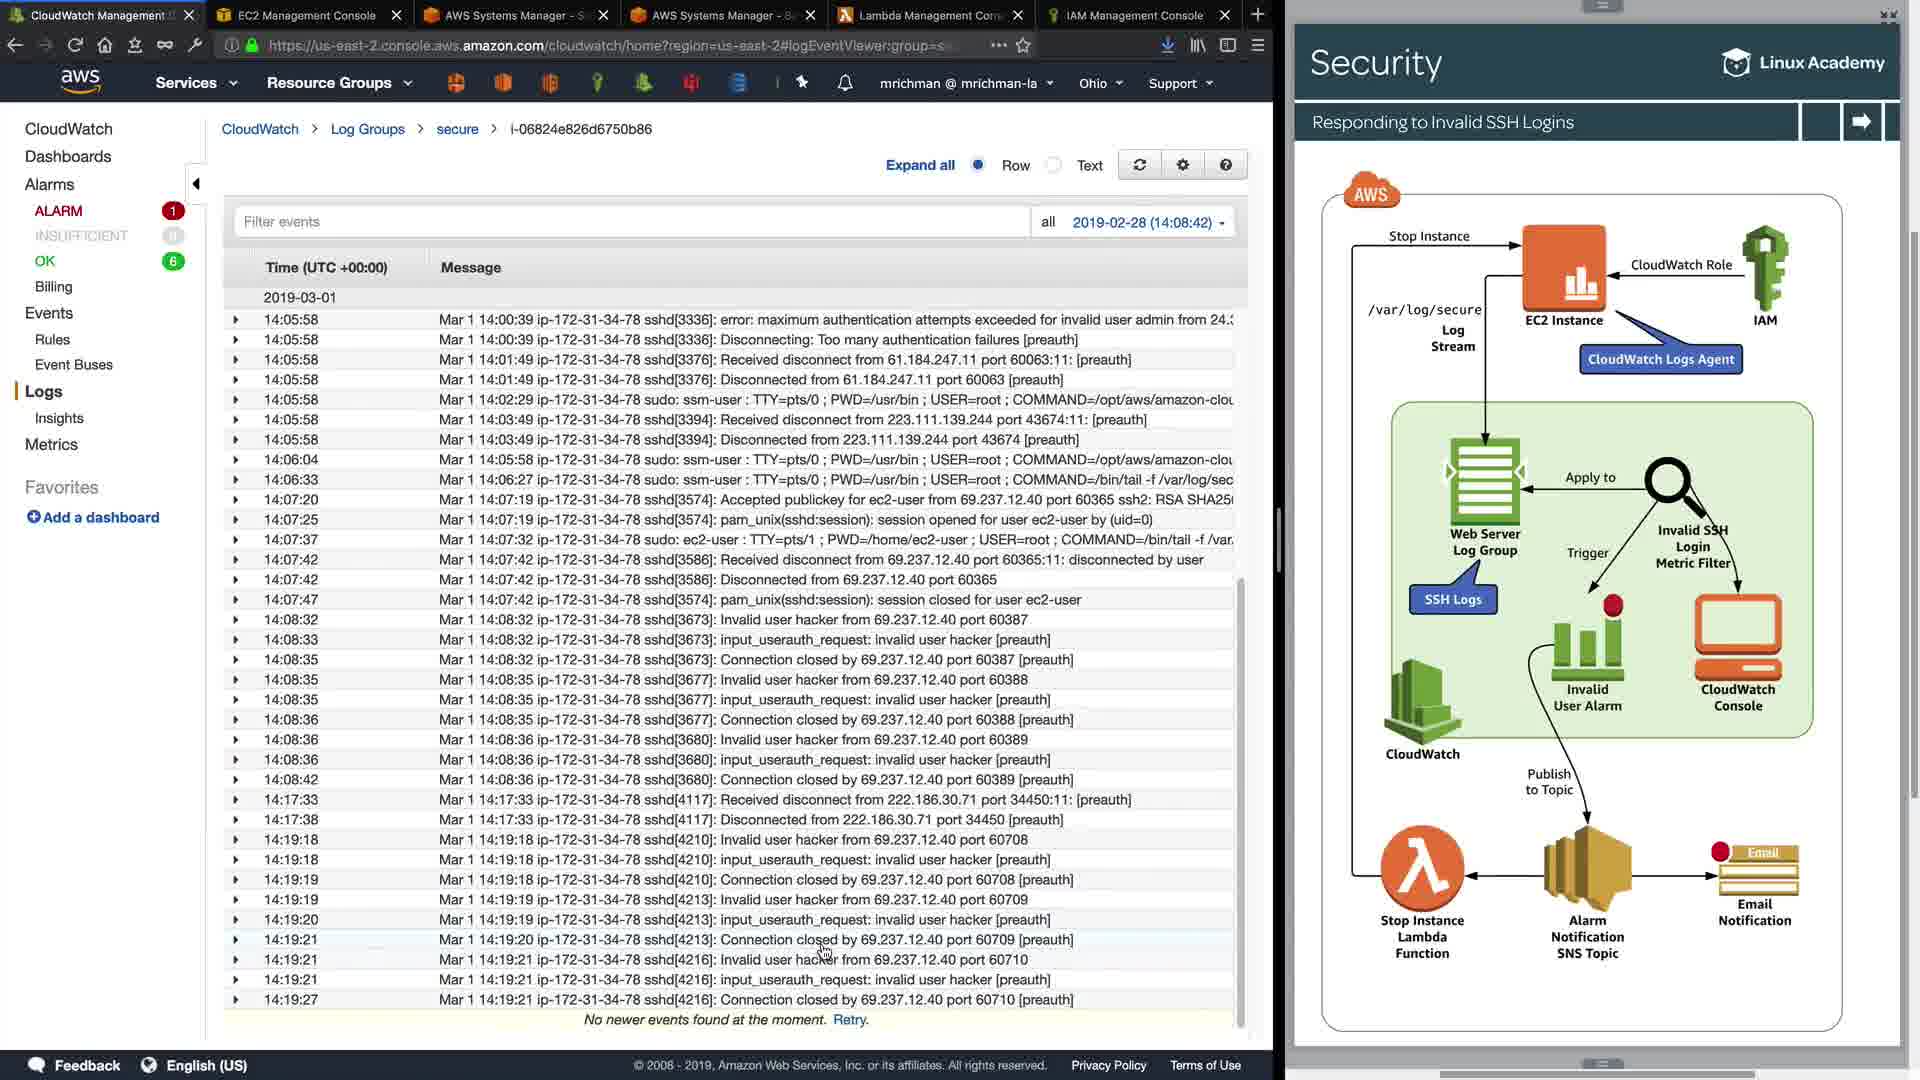 CloudWatch Management C
EC2 Management Console
AWS Systems Manager - S
AWS Systems Manager - Se
Lambda Management Con
IAM Management Console
https://us-east-2.console.aws.amazon.com/cloudwatch/home?region=us-east-2#logEventViewer:group=s
aws
Services
Resource Groups
mrichman @ mrichman-la
Ohio
Support
CloudWatch
Dashboards
Alarms
ALARM 1
INSUFFICIENT 0
OK 6
Billing
Events
Rules
Event Buses
Logs
Insights
Metrics
Favorites
Add a dashboard
CloudWatch > Log Groups > secure > i-06824e826d6750b86
Expand all Row Text
Filter events
all 2019-02-28 (14:08:42)
Time (UTC +00:00) Message
2019-03-01
14:05:58 Mar 1 14:00:39 ip-172-31-34-78 sshd[3336]: error: maximum authentication attempts exceeded for invalid user admin from 24.
14:05:58 Mar 1 14:00:39 ip-172-31-34-78 sshd[3336]: Disconnecting: Too many authentication failures [preauth]
14:05:58 Mar 1 14:01:49 ip-172-31-34-78 sshd[3376]: Received disconnect from 61.184.247.11 port 60063:11: [preauth]
14:05:58 Mar 1 14:01:49 ip-172-31-34-78 sshd[3376]: Disconnected from 61.184.247.11 port 60063 [preauth]
14:05:58 Mar 1 14:02:29 ip-172-31-34-78 sudo: ssm-user : TTY=pts/0 ; PWD=/usr/bin ; USER=root ; COMMAND=/opt/aws/amazon-clou
14:05:58 Mar 1 14:03:49 ip-172-31-34-78 sshd[3394]: Received disconnect from 223.111.139.244 port 43674:11: [preauth]
14:05:58 Mar 1 14:03:49 ip-172-31-34-78 sshd[3394]: Disconnected from 223.111.139.244 port 43674 [preauth]
14:06:04 Mar 1 14:05:58 ip-172-31-34-78 sudo: ssm-user : TTY=pts/0 ; PWD=/usr/bin ; USER=root ; COMMAND=/opt/aws/amazon-clou
14:06:33 Mar 1 14:06:27 ip-172-31-34-78 sudo: ssm-user : TTY=pts/0 ; PWD=/usr/bin ; USER=root ; COMMAND=/bin/tail -f /var/log/sec
14:07:20 Mar 1 14:07:19 ip-172-31-34-78 sshd[3574]: Accepted publickey for ec2-user from 69.237.12.40 port 60365 ssh2: RSA SHA25
14:07:25 Mar 1 14:07:19 ip-172-31-34-78 sshd[3574]: pam_unix(sshd:session): session opened for user ec2-user by (uid=0)
14:07:37 Mar 1 14:07:32 ip-172-31-34-78 sudo: ec2-user : TTY=pts/1 ; PWD=/home/ec2-user ; USER=root ; COMMAND=/bin/tail -f /var
14:07:42 Mar 1 14:07:42 ip-172-31-34-78 sshd[3586]: Received disconnect from 69.237.12.40 port 60365:11: disconnected by user
14:07:42 Mar 1 14:07:42 ip-172-31-34-78 sshd[3586]: Disconnected from 69.237.12.40 port 60365
14:07:47 Mar 1 14:07:42 ip-172-31-34-78 sshd[3574]: pam_unix(sshd:session): session closed for user ec2-user
14:08:32 Mar 1 14:08:32 ip-172-31-34-78 sshd[3673]: Invalid user hacker from 69.237.12.40 port 60387
14:08:33 Mar 1 14:08:32 ip-172-31-34-78 sshd[3673]: input_userauth_request: invalid user hacker [preauth]
14:08:35 Mar 1 14:08:32 ip-172-31-34-78 sshd[3673]: Connection closed by 69.237.12.40 port 60387 [preauth]
14:08:35 Mar 1 14:08:35 ip-172-31-34-78 sshd[3677]: Invalid user hacker from 69.237.12.40 port 60388
14:08:35 Mar 1 14:08:35 ip-172-31-34-78 sshd[3677]: input_userauth_request: invalid user hacker [preauth]
14:08:36 Mar 1 14:08:35 ip-172-31-34-78 sshd[3677]: Connection closed by 69.237.12.40 port 60388 [preauth]
14:08:36 Mar 1 14:08:36 ip-172-31-34-78 sshd[3680]: Invalid user hacker from 69.237.12.40 port 60389
14:08:36 Mar 1 14:08:36 ip-172-31-34-78 sshd[3680]: input_userauth_request: invalid user hacker [preauth]
14:08:42 Mar 1 14:08:36 ip-172-31-34-78 sshd[3680]: Connection closed by 69.237.12.40 port 60389 [preauth]
14:17:33 Mar 1 14:17:33 ip-172-31-34-78 sshd[4117]: Received disconnect from 222.186.30.71 port 34450:11: [preauth]
14:17:38 Mar 1 14:17:33 ip-172-31-34-78 sshd[4117]: Disconnected from 222.186.30.71 port 34450 [preauth]
14:19:18 Mar 1 14:19:18 ip-172-31-34-78 sshd[4210]: Invalid user hacker from 69.237.12.40 port 60708
14:19:18 Mar 1 14:19:18 ip-172-31-34-78 sshd[4210]: input_userauth_request: invalid user hacker [preauth]
14:19:19 Mar 1 14:19:18 ip-172-31-34-78 sshd[4210]: Connection closed by 69.237.12.40 port 60708 [preauth]
14:19:19 Mar 1 14:19:19 ip-172-31-34-78 sshd[4213]: Invalid user hacker from 69.237.12.40 port 60709
14:19:20 Mar 1 14:19:19 ip-172-31-34-78 sshd[4213]: input_userauth_request: invalid user hacker [preauth]
14:19:21 Mar 1 14:19:20 ip-172-31-34-78 sshd[4213]: Connection closed by 69.237.12.40 port 60709 [preauth]
14:19:21 Mar 1 14:19:21 ip-172-31-34-78 sshd[4216]: Invalid user hacker from 69.237.12.40 port 60710
14:19:21 Mar 1 14:19:21 ip-172-31-34-78 sshd[4216]: input_userauth_request: invalid user hacker [preauth]
14:19:27 Mar 1 14:19:21 ip-172-31-34-78 sshd[4216]: Connection closed by 69.237.12.40 port 60710 [preauth]
No newer events found at the moment. Retry.
Feedback
English (US)
© 2006 - 2019, Amazon Web Services, Inc. or its affiliates. All rights reserved.
Privacy Policy
Terms of Use
Security
Linux Academy
Responding to Invalid SSH Logins
AWS
Stop Instance
CloudWatch Role
/var/log/secure
EC2 Instance
IAM
Log
Stream
CloudWatch Logs Agent
Apply to
Web Server
Log Group
Invalid SSH
Login
Metric Filter
Trigger
SSH Logs
Invalid
User Alarm
CloudWatch
Console
CloudWatch
Publish
to Topic
Email
Stop Instance
Lambda
Function
Alarm
Notification
SNS Topic
Email
Notification